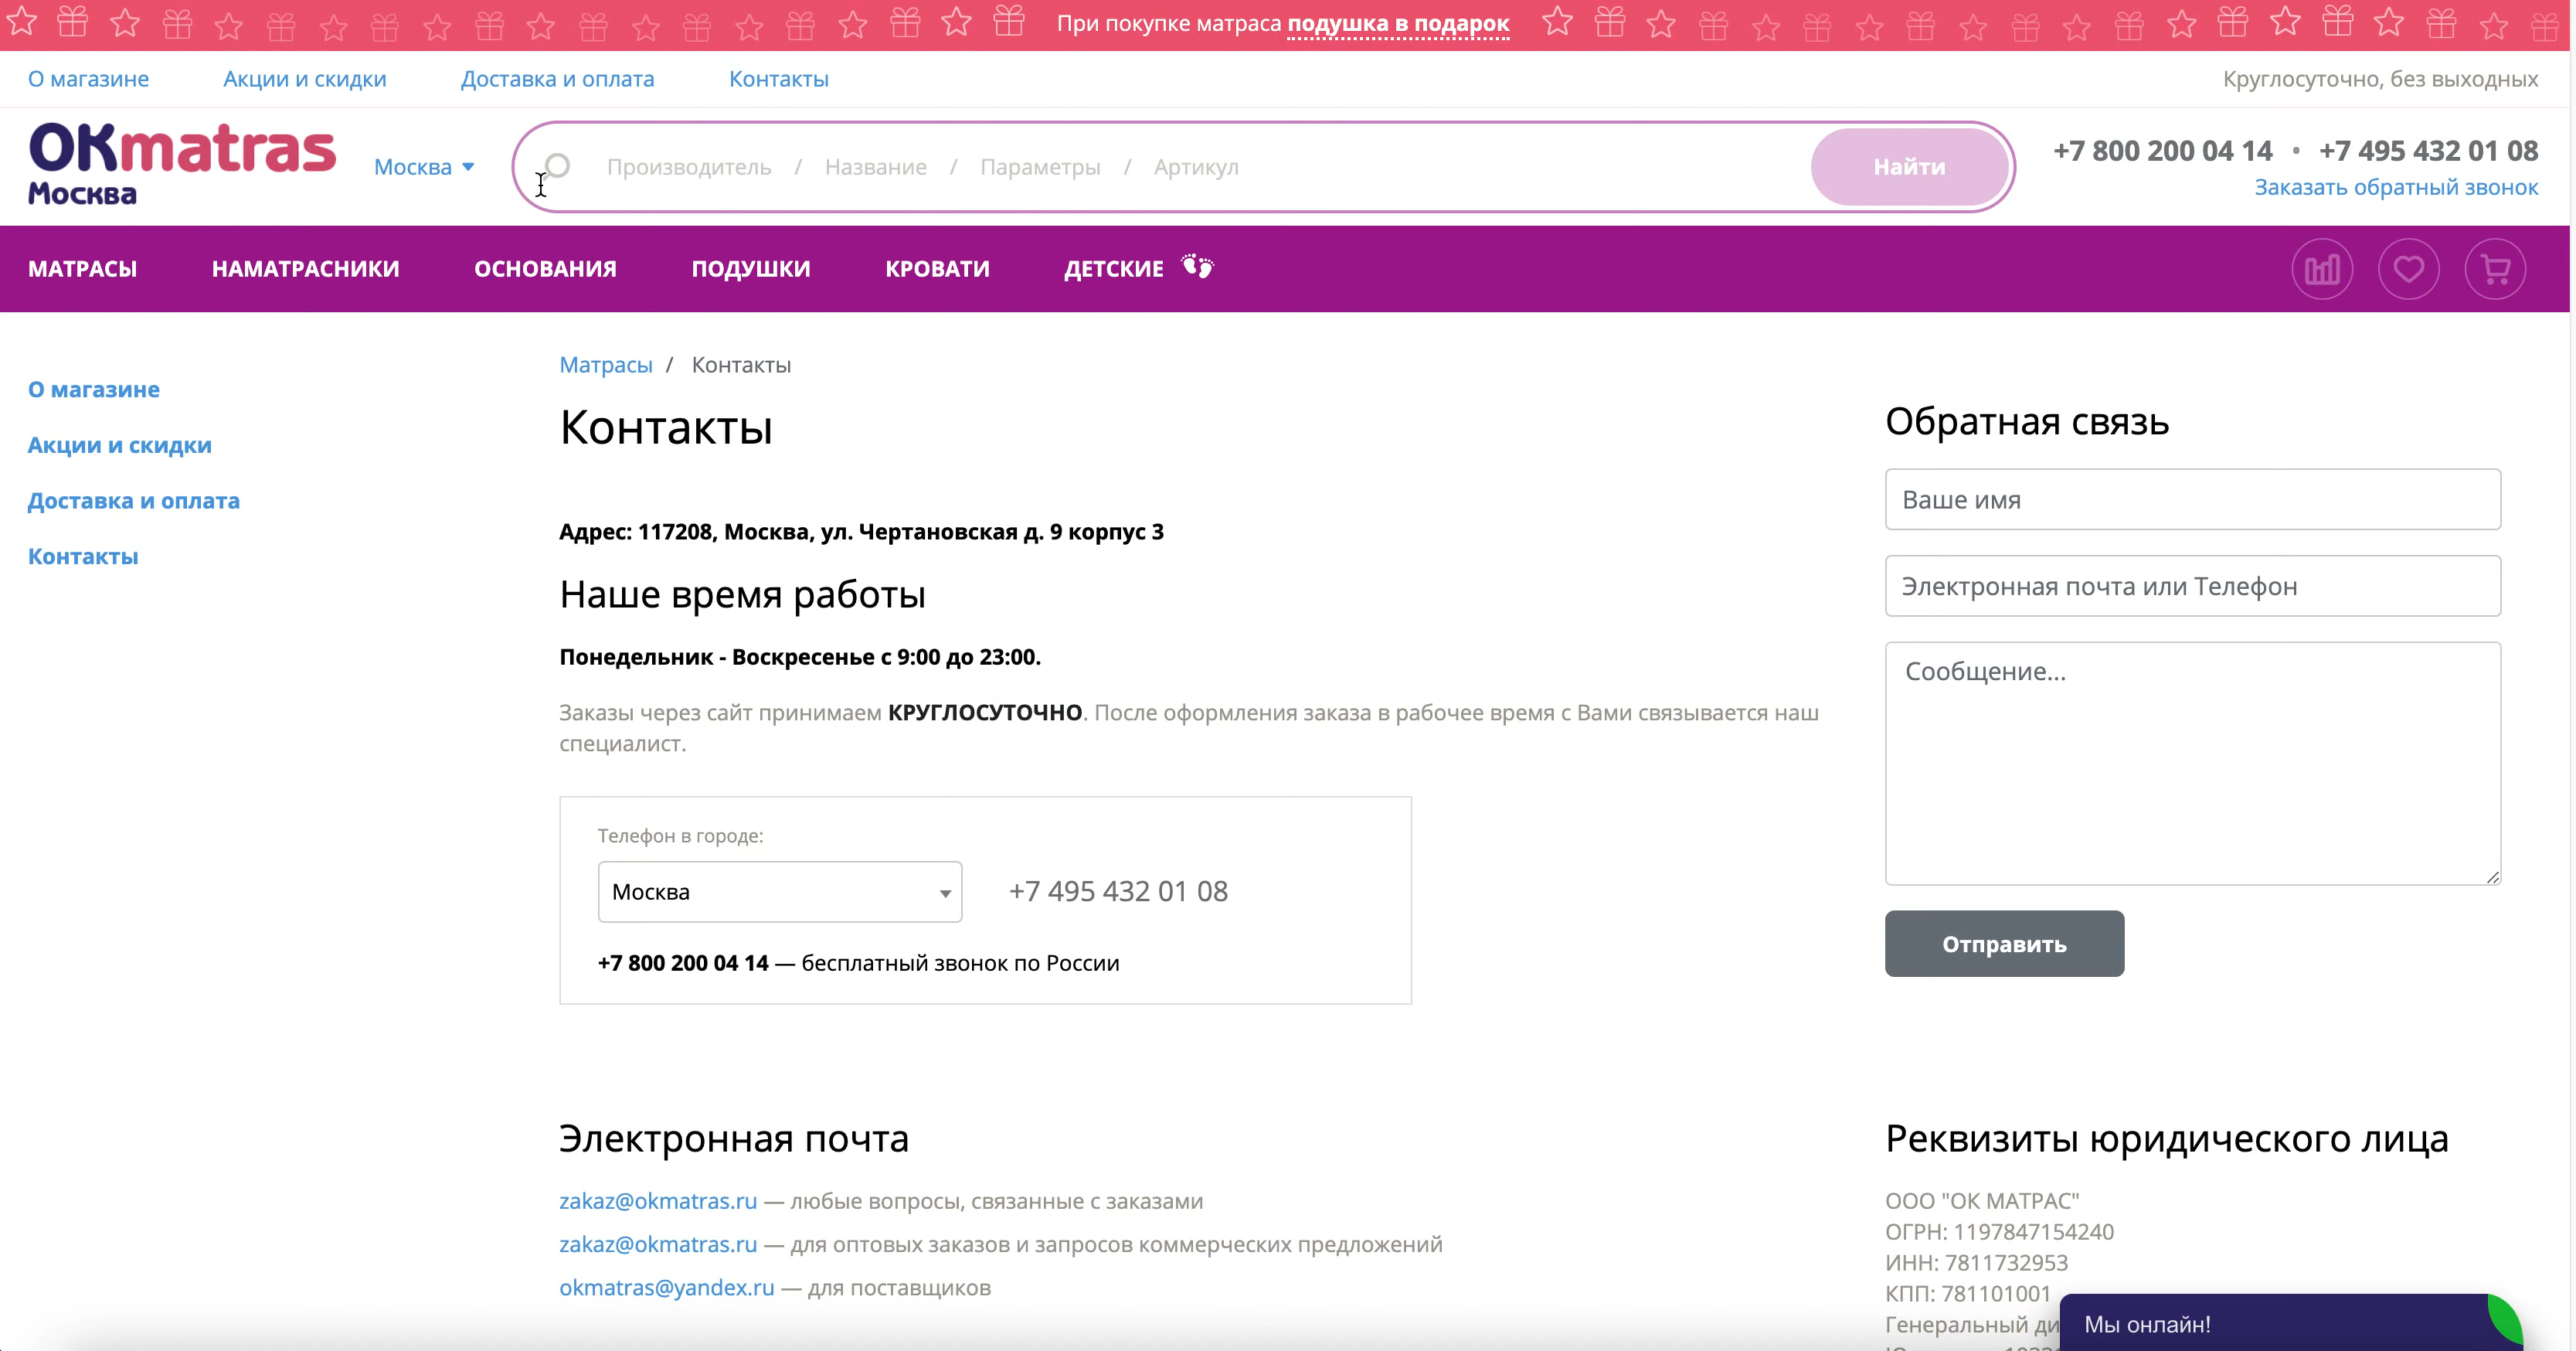 При покупке матраса подушка в подарок
О магазине Акции и скидки Доставка и оплата Контакты Круглосуточно, без выходных
OKmatras
Москва
Москва
Производитель / Название / Параметры / Артикул
Найти
+7 800 200 04 14 • +7 495 432 01 08
Заказать обратный звонок
МАТРАСЫ НАМАТРАСНИКИ ОСНОВАНИЯ ПОДУШКИ КРОВАТИ ДЕТСКИЕ
О магазине
Акции и скидки
Доставка и оплата
Контакты
Матрасы / Контакты
Контакты
Адрес: 117208, Москва, ул. Чертановская д. 9 корпус 3
Наше время работы
Понедельник - Воскресенье с 9:00 до 23:00.
Заказы через сайт принимаем КРУГЛОСУТОЧНО. После оформления заказа в рабочее время с Вами связывается наш
специалист.
Телефон в городе:
Москва +7 495 432 01 08
+7 800 200 04 14 — бесплатный звонок по России
Обратная связь
Ваше имя
Электронная почта или Телефон
Сообщение...
Отправить
Электронная почта
zakaz@okmatras.ru — любые вопросы, связанные с заказами
zakaz@okmatras.ru — для оптовых заказов и запросов коммерческих предложений
okmatras@yandex.ru — для поставщиков
Реквизиты юридического лица
ООО "ОК МАТРАС"
ОГРН: 1197847154240
ИНН: 7811732953
КПП: 781101001
Генеральный ди
Мы онлайн!